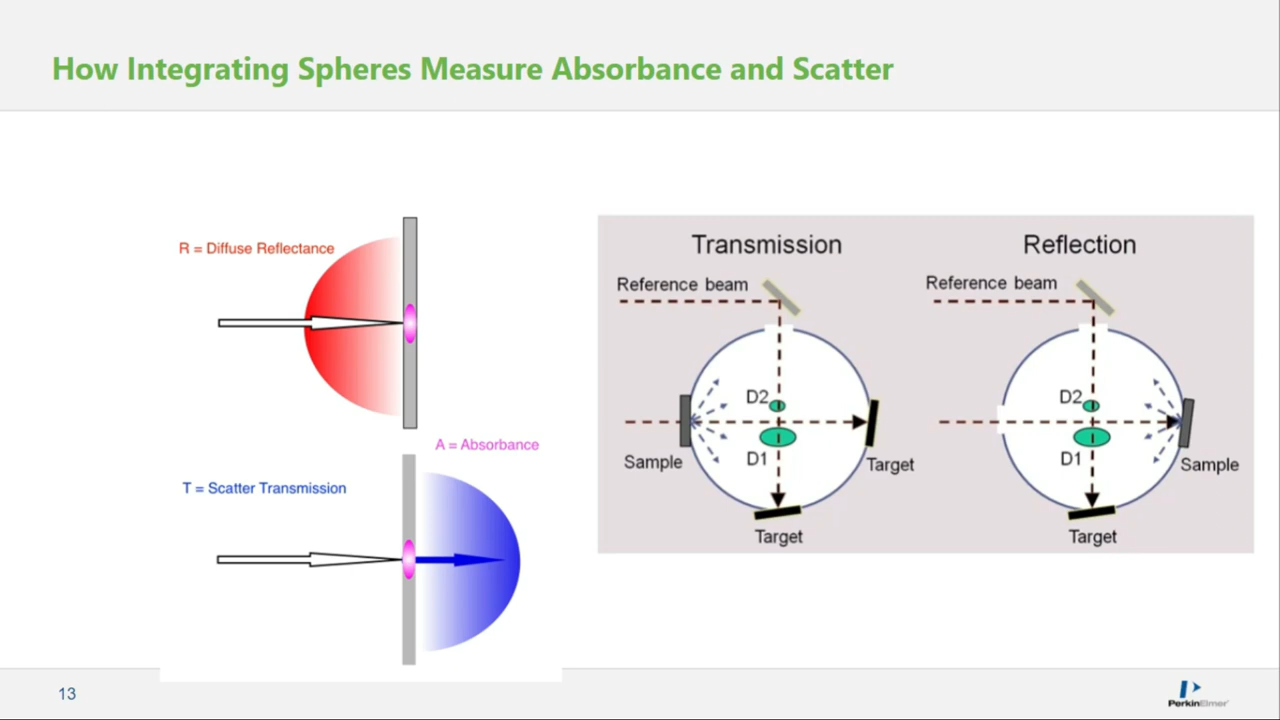 How Integrating Spheres Measure Absorbance and Scatter
R = Diffuse Reflectance
A = Absorbance
T = Scatter Transmission
Transmission
Reference beam
D2
D1
Sample
Target
Target
Reflection
Reference beam
D2
D1
Sample
Target
13
PerkinElmer